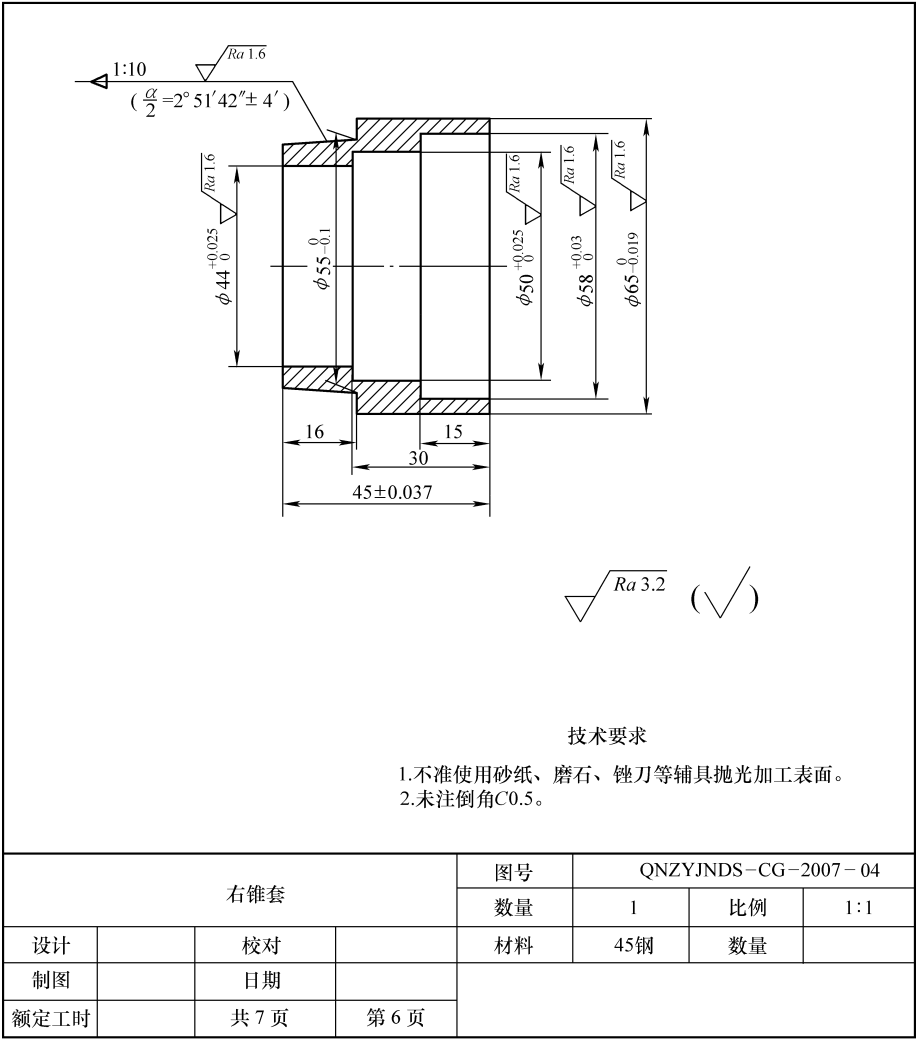 Ra 1.6
1:10
(α/2=2°51′42″±4′)
Ra 1.6
Ra 1.6
Ra 1.6
Ra 1.6
ϕ44 +0.025 0
ϕ55 0 −0.1
ϕ50 +0.025 0
ϕ58 +0.03 0
ϕ65 0 −0.019
16
15
30
45±0.037
Ra 3.2 (√)
技术要求
1.不准使用砂纸、磨石、锉刀等辅具抛光加工表面。
2.未注倒角C0.5。
右锥套
图号 QNZYJNDS−CG−2007−04
数量 1 比例 1:1
设计 校对 材料 45钢 数量
制图 日期
额定工时 共7页 第6页